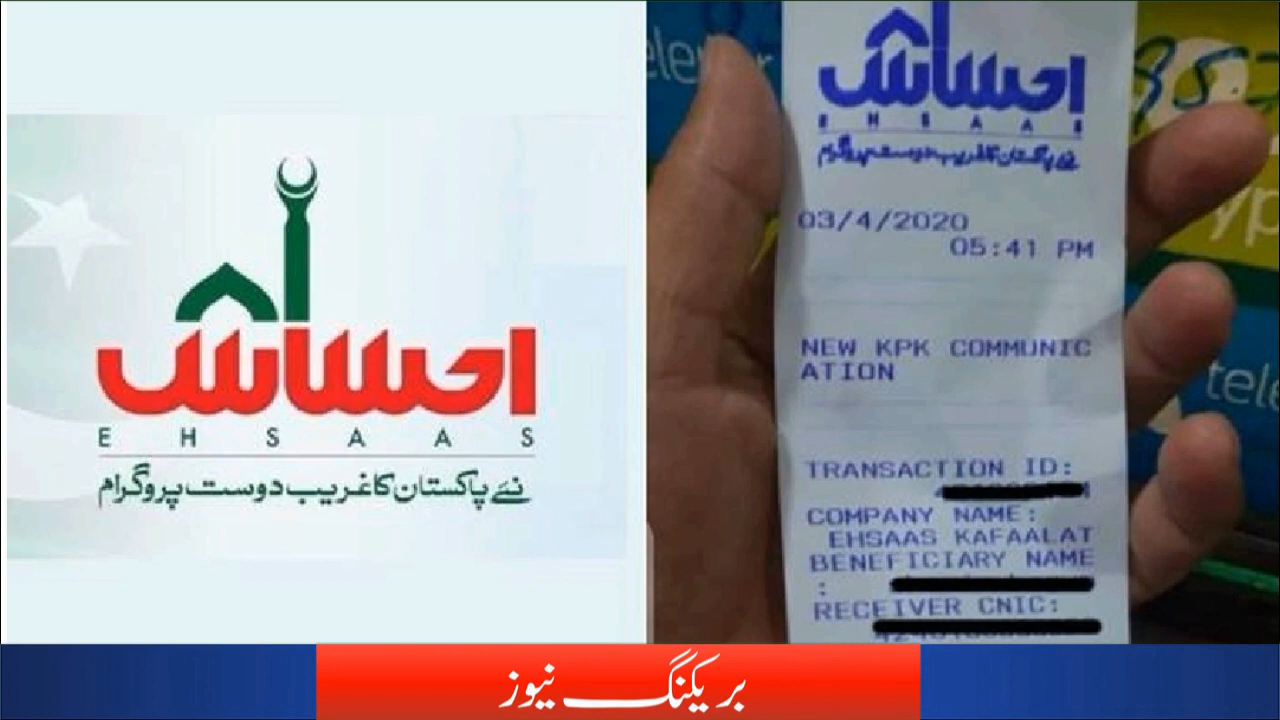 احساس
EHSAAS
نئے پاکستان کا غریب دوست پروگرام
احساس
EHSAAS
نئے پاکستان کا غریب دوست پروگرام
03/4/2020
05:41 PM
NEW KPK COMMUNIC
ATION
TRANSACTION ID:
COMPANY NAME:
EHSAAS KAFAALAT
BENEFICIARY NAME
:
RECEIVER CNIC:
بریکنگ نیوز